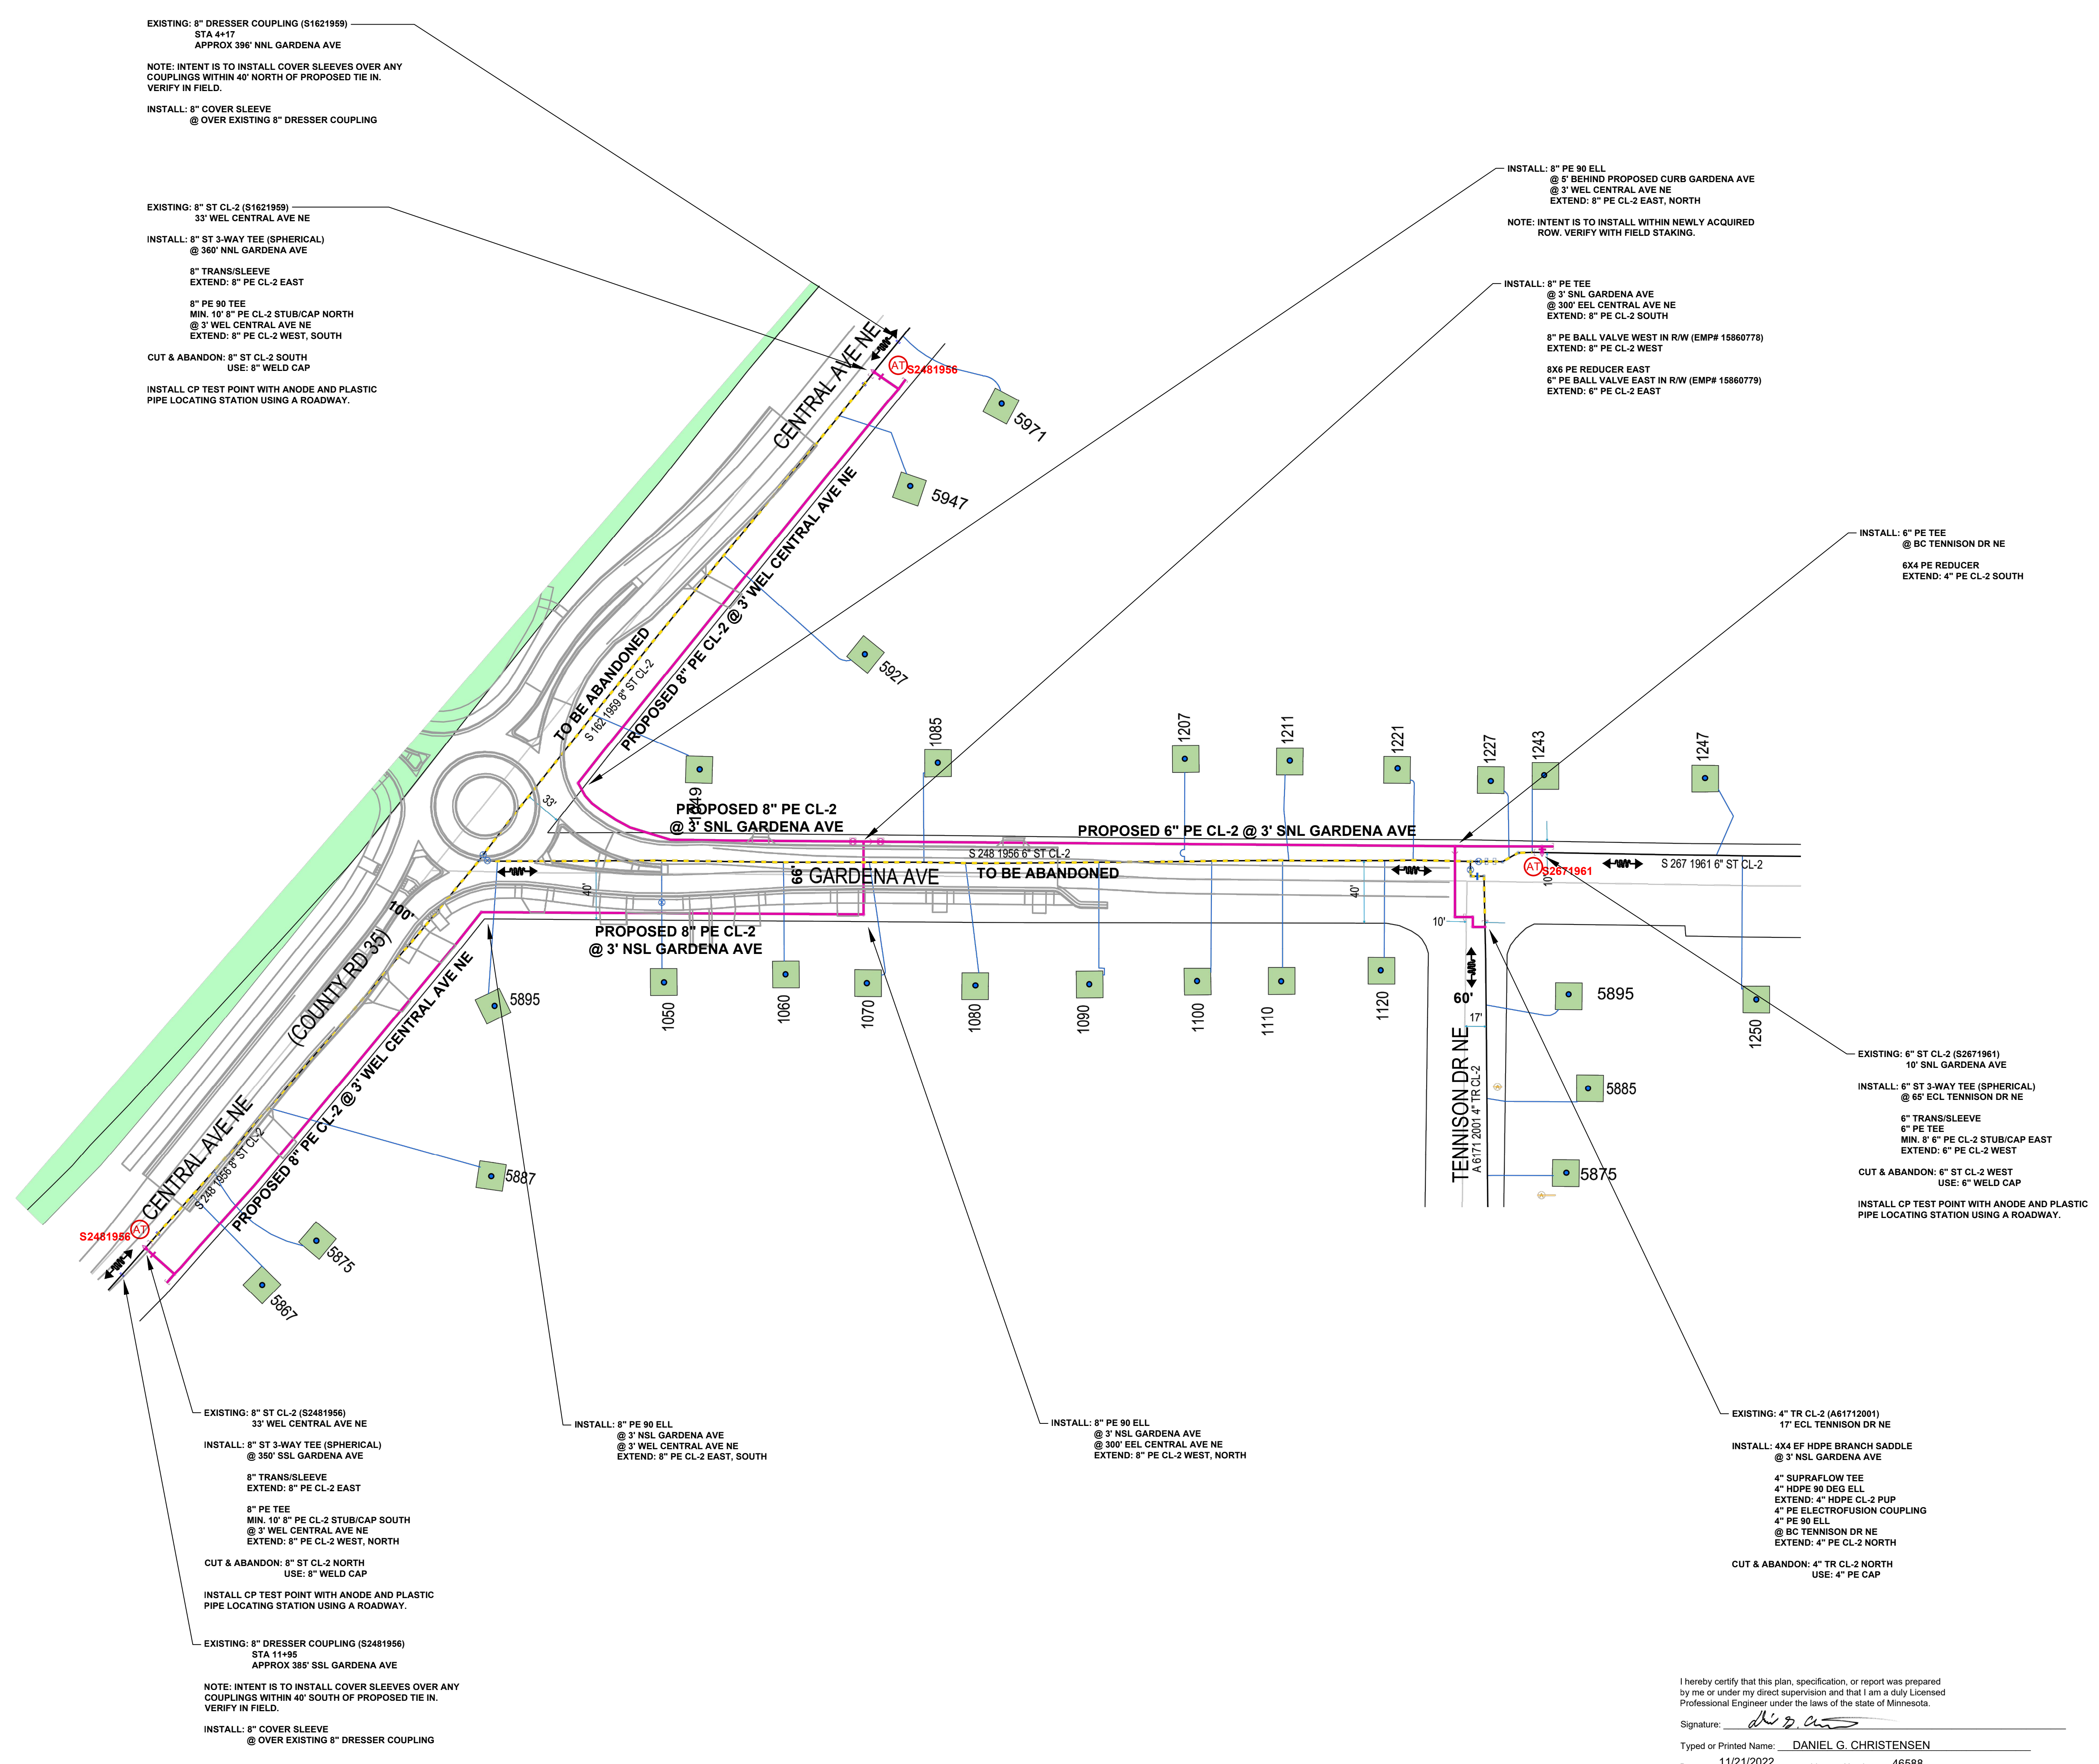 EXISTING: 8" DRESSER COUPLING (S1621959)
STA 4+17
APPROX 396' NNL GARDENA AVE
NOTE: INTENT IS TO INSTALL COVER SLEEVES OVER ANY
COUPLINGS WITHIN 40' NORTH OF PROPOSED TIE IN.
VERIFY IN FIELD.
INSTALL: 8" COVER SLEEVE
@ OVER EXISTING 8" DRESSER COUPLING
EXISTING: 8" ST CL-2 (S1621959)
33' WEL CENTRAL AVE NE
INSTALL: 8" ST 3-WAY TEE (SPHERICAL)
@ 360' NNL GARDENA AVE
8" TRANS/SLEEVE
EXTEND: 8" PE CL-2 EAST
8" PE 90 TEE
MIN. 10' 8" PE CL-2 STUB/CAP NORTH
@ 3' WEL CENTRAL AVE NE
EXTEND: 8" PE CL-2 WEST, SOUTH
CUT & ABANDON: 8" ST CL-2 SOUTH
USE: 8" WELD CAP
INSTALL CP TEST POINT WITH ANODE AND PLASTIC
PIPE LOCATING STATION USING A ROADWAY.
INSTALL: 8" PE 90 ELL
@ 5' BEHIND PROPOSED CURB GARDENA AVE
@ 3' WEL CENTRAL AVE NE
EXTEND: 8" PE CL-2 EAST, NORTH
NOTE: INTENT IS TO INSTALL WITHIN NEWLY ACQUIRED
ROW. VERIFY WITH FIELD STAKING.
INSTALL: 8" PE TEE
@ 3' SNL GARDENA AVE
@ 300' EEL CENTRAL AVE NE
EXTEND: 8" PE CL-2 SOUTH
8" PE BALL VALVE WEST IN R/W (EMP# 15860778)
EXTEND: 8" PE CL-2 WEST
8X6 PE REDUCER EAST
6" PE BALL VALVE EAST IN R/W (EMP# 15860779)
EXTEND: 6" PE CL-2 EAST
INSTALL: 6" PE TEE
@ BC TENNISON DR NE
6X4 PE REDUCER
EXTEND: 4" PE CL-2 SOUTH
CENTRAL AVE NE
AT
S2481956
5971
5947
5927
PROPOSED 8" PE CL-2 @ 3' WEL CENTRAL AVE NE
TO BE ABANDONED
S 162 1959 8" ST CL-2
33'
1049
PROPOSED 8" PE CL-2
@ 3' SNL GARDENA AVE
1085
1207
1211
1221
1227
1243
1247
PROPOSED 6" PE CL-2 @ 3' SNL GARDENA AVE
S 248 1956 6" ST CL-2
TO BE ABANDONED
66'
GARDENA AVE
40'
40'
AT
S2671961
10'
S 267 1961 6" ST CL-2
10'
100'
PROPOSED 8" PE CL-2
@ 3' NSL GARDENA AVE
(COUNTY RD 35)
5895
1050
1060
1070
1080
1090
1100
1110
1120
60'
17'
5895
5885
5875
1250
TENNISON DR NE
A 6171 2001 4" TR CL-2
CENTRAL AVE NE
S 248 1956 8" ST CL-2
PROPOSED 8" PE CL-2 @ 3' WEL CENTRAL AVE NE
5887
5875
5867
AT
S2481956
EXISTING: 6" ST CL-2 (S2671961)
10' SNL GARDENA AVE
INSTALL: 6" ST 3-WAY TEE (SPHERICAL)
@ 65' ECL TENNISON DR NE
6" TRANS/SLEEVE
6" PE TEE
MIN. 8' 6" PE CL-2 STUB/CAP EAST
EXTEND: 6" PE CL-2 WEST
CUT & ABANDON: 6" ST CL-2 WEST
USE: 6" WELD CAP
INSTALL CP TEST POINT WITH ANODE AND PLASTIC
PIPE LOCATING STATION USING A ROADWAY.
EXISTING: 8" ST CL-2 (S2481956)
33' WEL CENTRAL AVE NE
INSTALL: 8" ST 3-WAY TEE (SPHERICAL)
@ 350' SSL GARDENA AVE
8" TRANS/SLEEVE
EXTEND: 8" PE CL-2 EAST
8" PE TEE
MIN. 10' 8" PE CL-2 STUB/CAP SOUTH
@ 3' WEL CENTRAL AVE NE
EXTEND: 8" PE CL-2 WEST, NORTH
CUT & ABANDON: 8" ST CL-2 NORTH
USE: 8" WELD CAP
INSTALL CP TEST POINT WITH ANODE AND PLASTIC
PIPE LOCATING STATION USING A ROADWAY.
EXISTING: 8" DRESSER COUPLING (S2481956)
STA 11+95
APPROX 385' SSL GARDENA AVE
NOTE: INTENT IS TO INSTALL COVER SLEEVES OVER ANY
COUPLINGS WITHIN 40' SOUTH OF PROPOSED TIE IN.
VERIFY IN FIELD.
INSTALL: 8" COVER SLEEVE
@ OVER EXISTING 8" DRESSER COUPLING
INSTALL: 8" PE 90 ELL
@ 3' NSL GARDENA AVE
@ 3' WEL CENTRAL AVE NE
EXTEND: 8" PE CL-2 EAST, SOUTH
INSTALL: 8" PE 90 ELL
@ 3' NSL GARDENA AVE
@ 300' EEL CENTRAL AVE NE
EXTEND: 8" PE CL-2 WEST, NORTH
EXISTING: 4" TR CL-2 (A61712001)
17' ECL TENNISON DR NE
INSTALL: 4X4 EF HDPE BRANCH SADDLE
@ 3' NSL GARDENA AVE
4" SUPRAFLOW TEE
4" HDPE 90 DEG ELL
EXTEND: 4" HDPE CL-2 PUP
4" PE ELECTROFUSION COUPLING
4" PE 90 ELL
@ BC TENNISON DR NE
EXTEND: 4" PE CL-2 NORTH
CUT & ABANDON: 4" TR CL-2 NORTH
USE: 4" PE CAP
I hereby certify that this plan, specification, or report was prepared
by me or under my direct supervision and that I am a duly Licensed
Professional Engineer under the laws of the state of Minnesota.
Signature:
Typed or Printed Name: DANIEL G. CHRISTENSEN
11/21/2022 46588